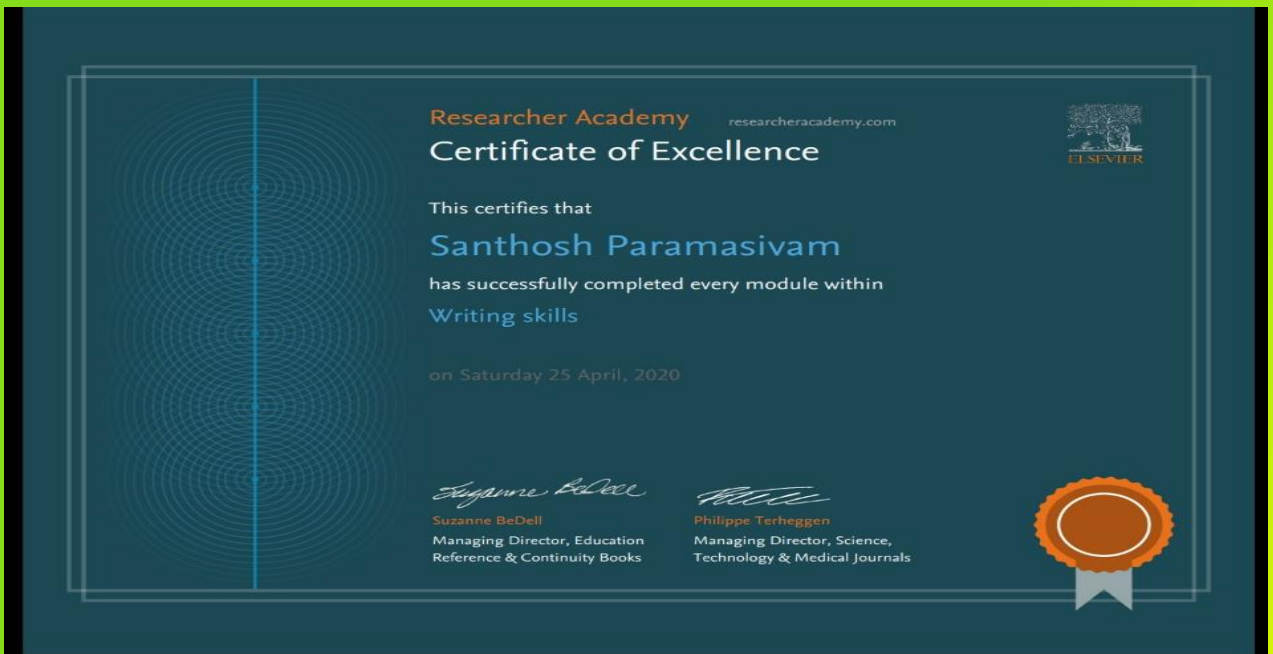 Researcher Academy researcheracademy.com
Certificate of Excellence
ELSEVIER
This certifies that
Santhosh Paramasivam
has successfully completed every module within
Writing skills
on Saturday 25 April, 2020
Suzanne BeDell
Suzanne BeDell
Managing Director, Education
Reference & Continuity Books
Philippe Terheggen
Managing Director, Science,
Technology & Medical Journals